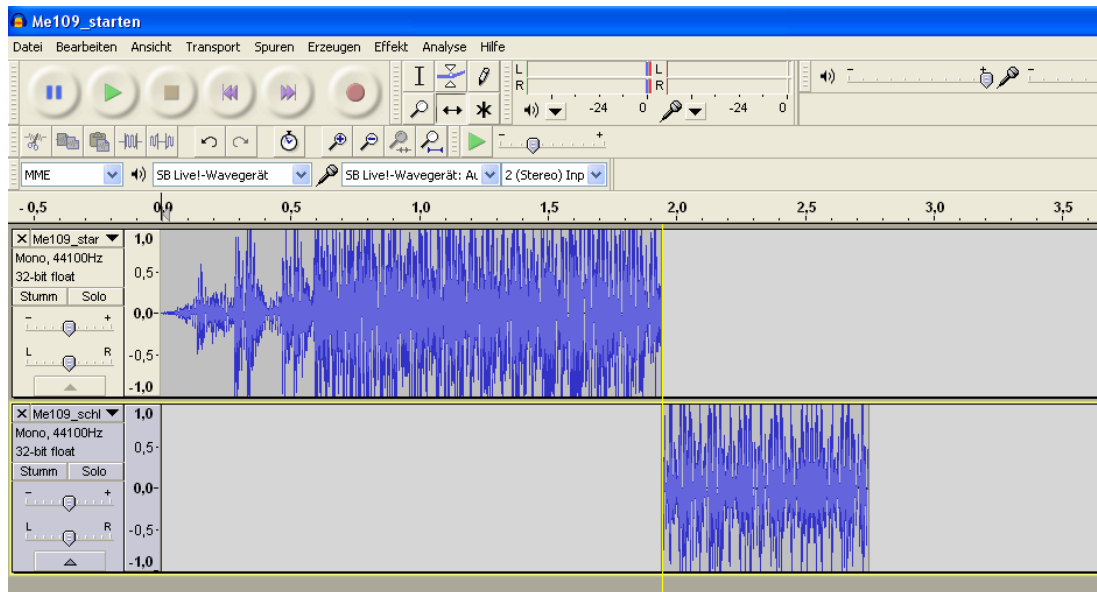 Me109_starten
Datei Bearbeiten Ansicht Transport Spuren Erzeugen Effekt Analyse Hilfe
L L
R R
-24 0 -24 0
MME SB Live!-Wavegerät SB Live!-Wavegerät: Au 2 (Stereo) Inp
- 0,5 0,0 0,5 1,0 1,5 2,0 2,5 3,0 3,5
Me109_star 1,0
Mono, 44100Hz
32-bit float 0,5
Stumm Solo
- + 0,0
L R -0,5
-1,0
Me109_schl 1,0
Mono, 44100Hz
32-bit float 0,5
Stumm Solo
- + 0,0
L R -0,5
-1,0